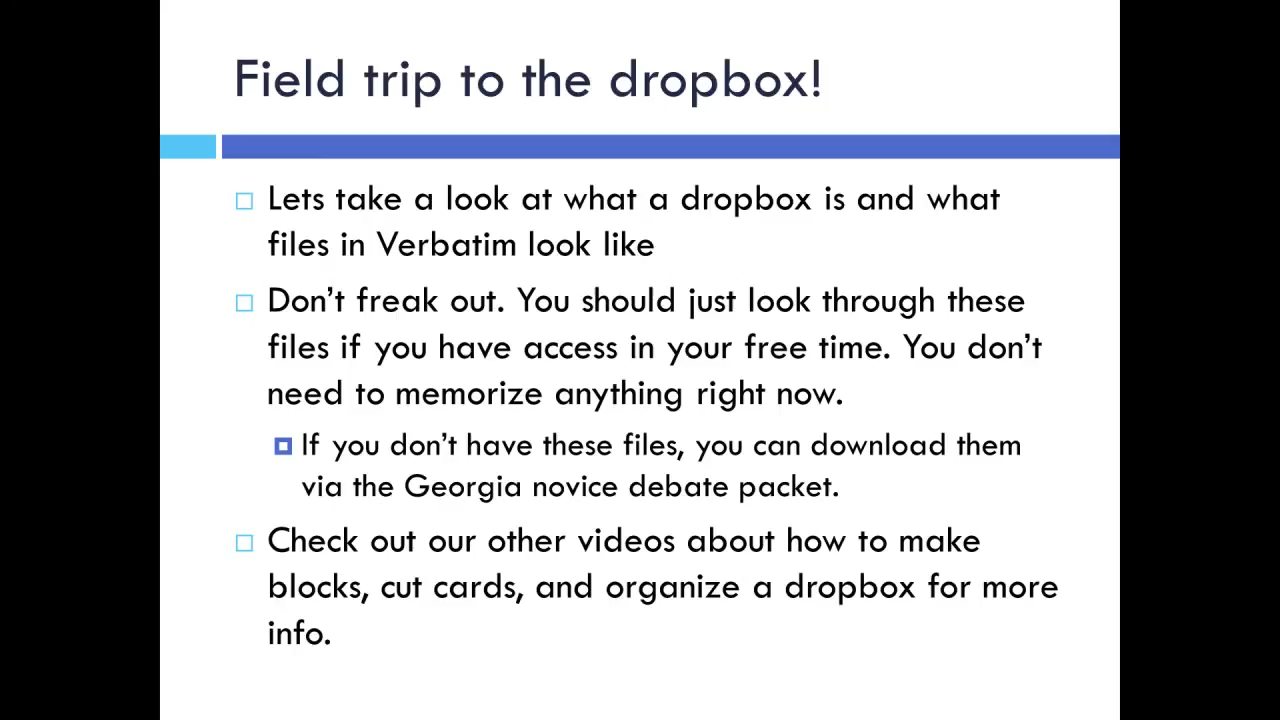 Field trip to the dropbox!
Lets take a look at what a dropbox is and what
files in Verbatim look like
Don’t freak out. You should just look through these
files if you have access in your free time. You don’t
need to memorize anything right now.
If you don’t have these files, you can download them
via the Georgia novice debate packet.
Check out our other videos about how to make
blocks, cut cards, and organize a dropbox for more
info.